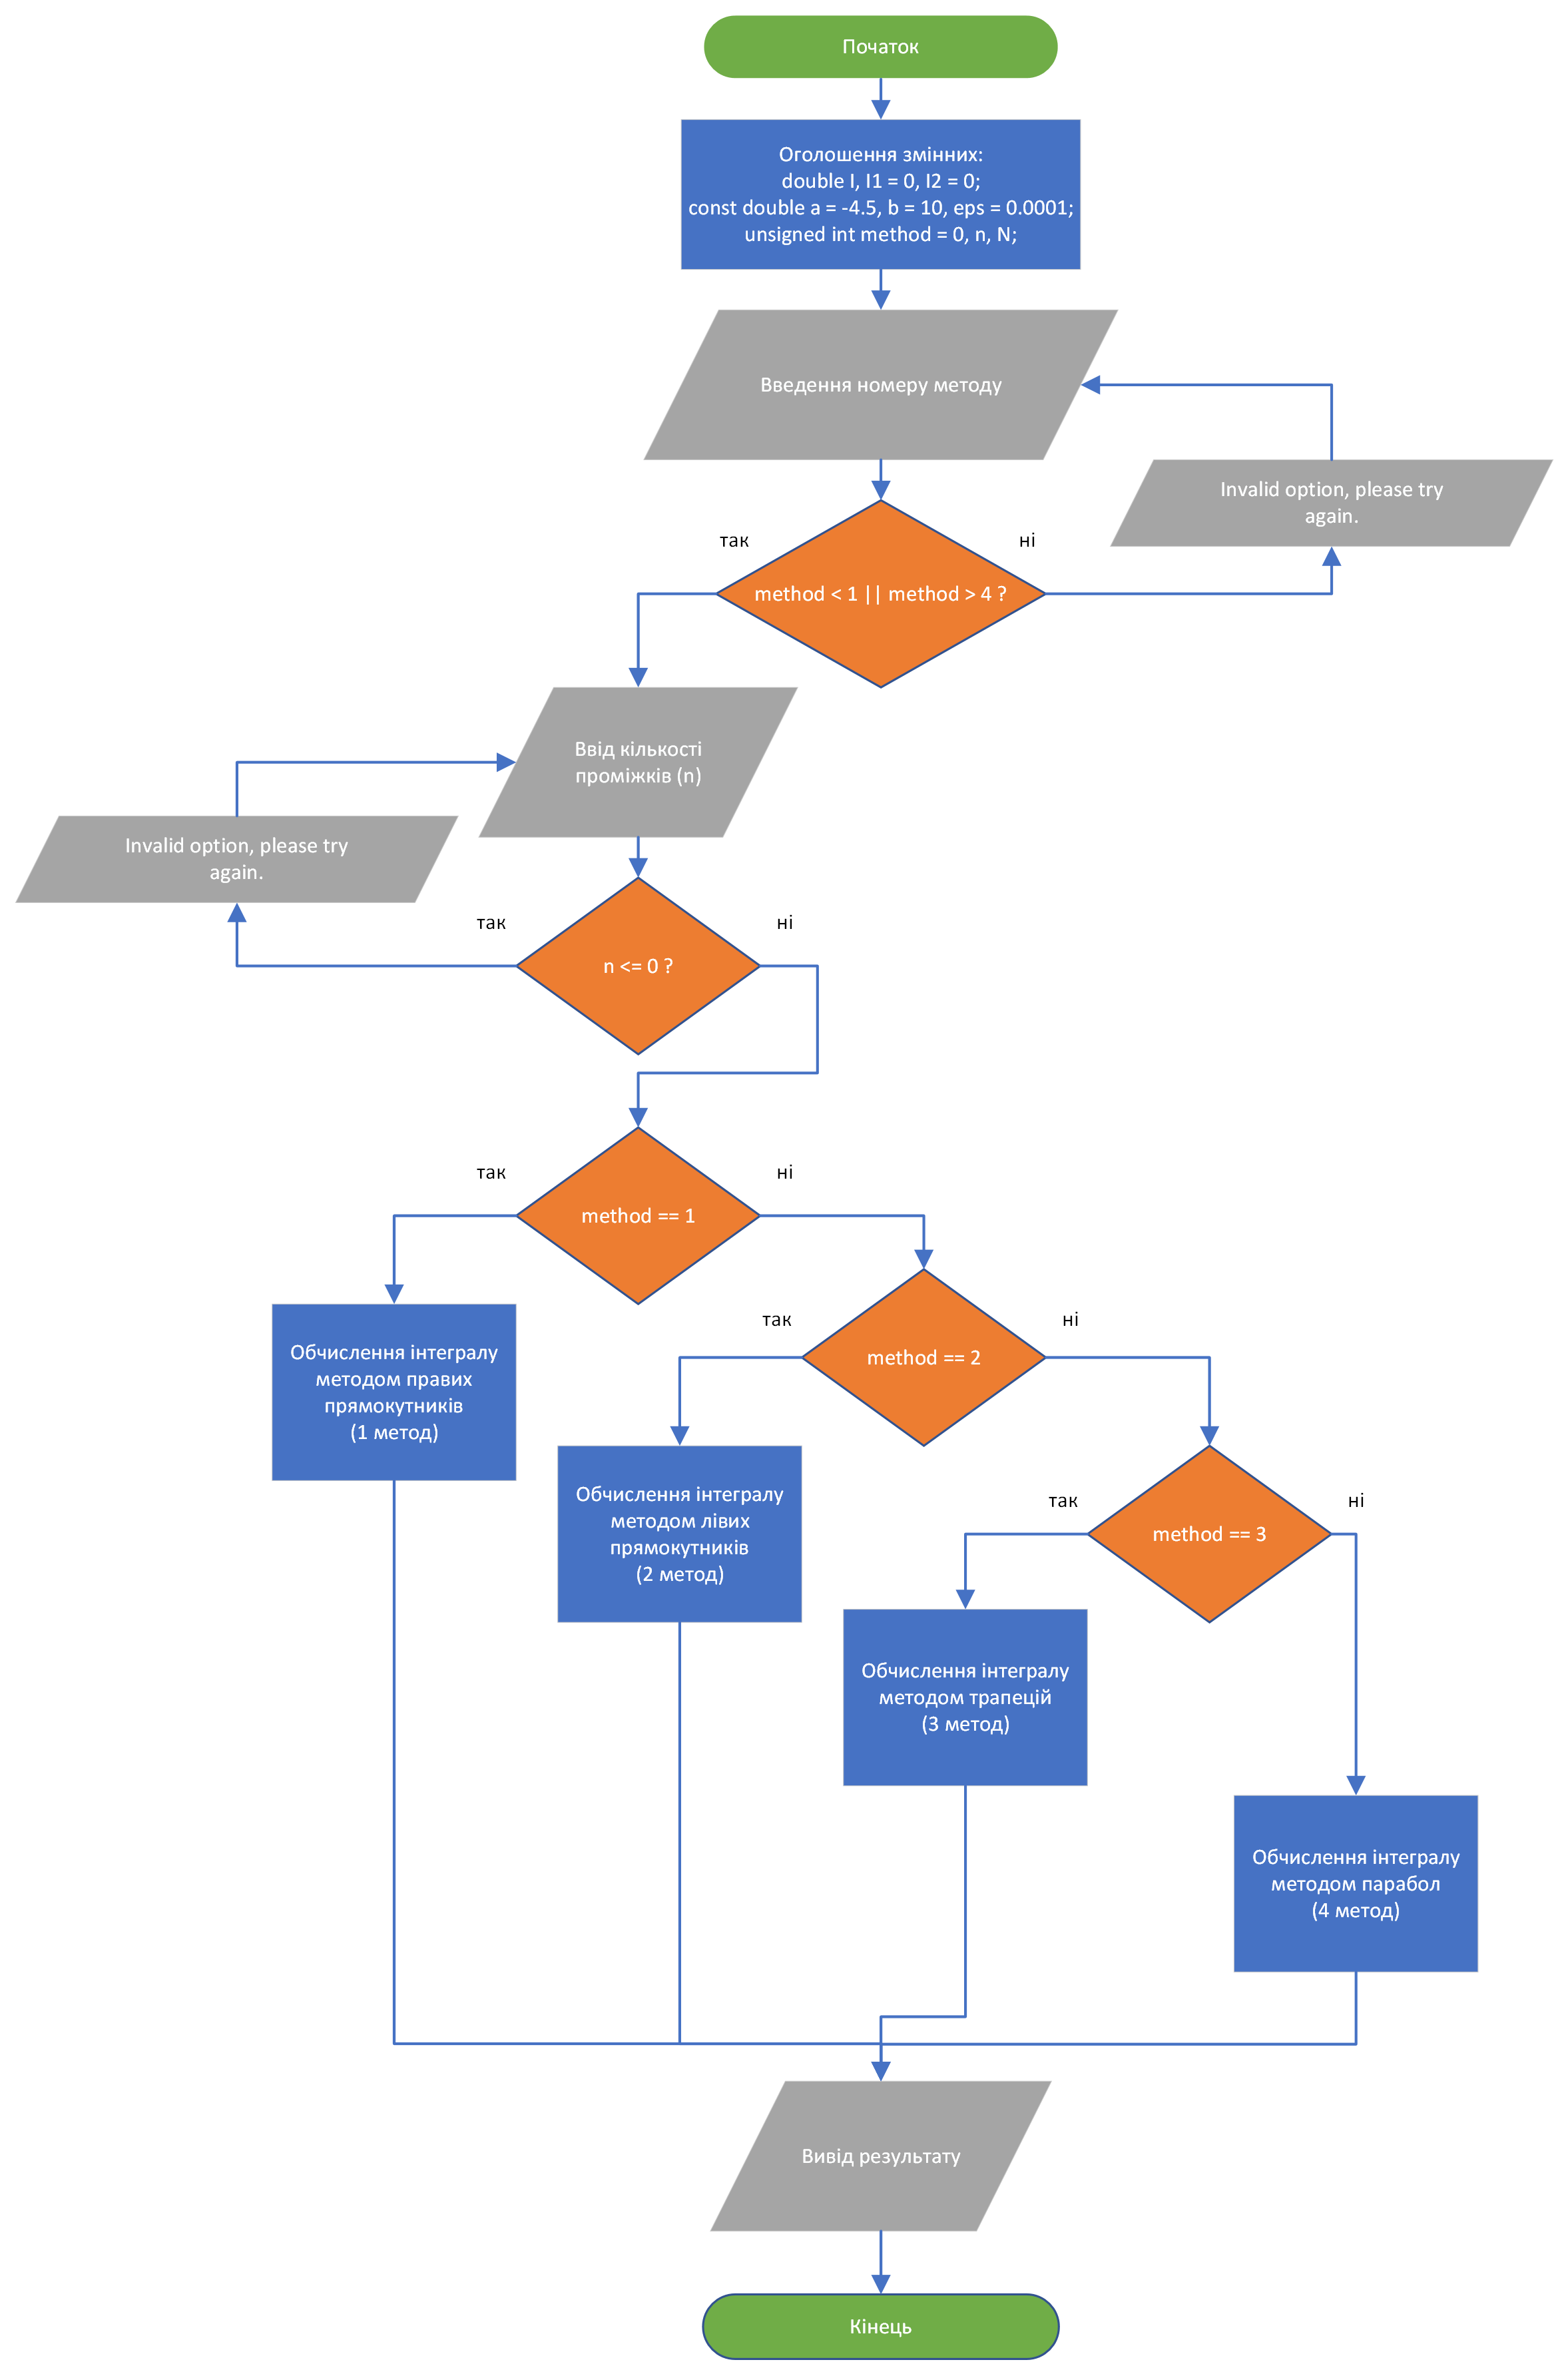 Початок
Оголошення змінних:
double I, I1 = 0, I2 = 0;
const double a = -4.5, b = 10, eps = 0.0001;
unsigned int method = 0, n, N;
Введення номеру методу
Invalid option, please try
again.
так
ні
method < 1 || method > 4 ?
Ввід кількості
проміжків (n)
Invalid option, please try
again.
так
ні
n <= 0 ?
так
ні
method == 1
Обчислення інтегралу
методом правих
прямокутників
(1 метод)
так
ні
method == 2
Обчислення інтегралу
методом лівих
прямокутників
(2 метод)
так
ні
method == 3
Обчислення інтегралу
методом трапецій
(3 метод)
Обчислення інтегралу
методом парабол
(4 метод)
Вивід результату
Кінець